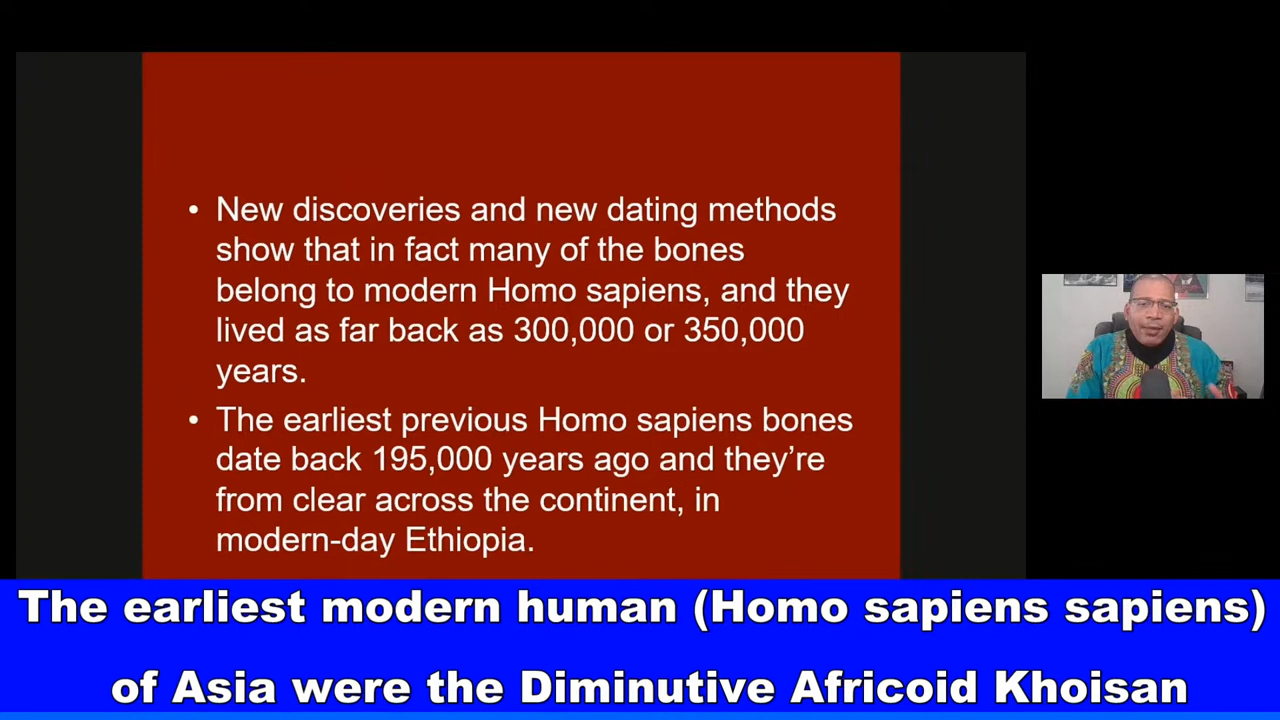 • New discoveries and new dating methods
show that in fact many of the bones
belong to modern Homo sapiens, and they
lived as far back as 300,000 or 350,000
years.
• The earliest previous Homo sapiens bones
date back 195,000 years ago and they’re
from clear across the continent, in
modern-day Ethiopia.
The earliest modern human (Homo sapiens sapiens)
of Asia were the Diminutive Africoid Khoisan